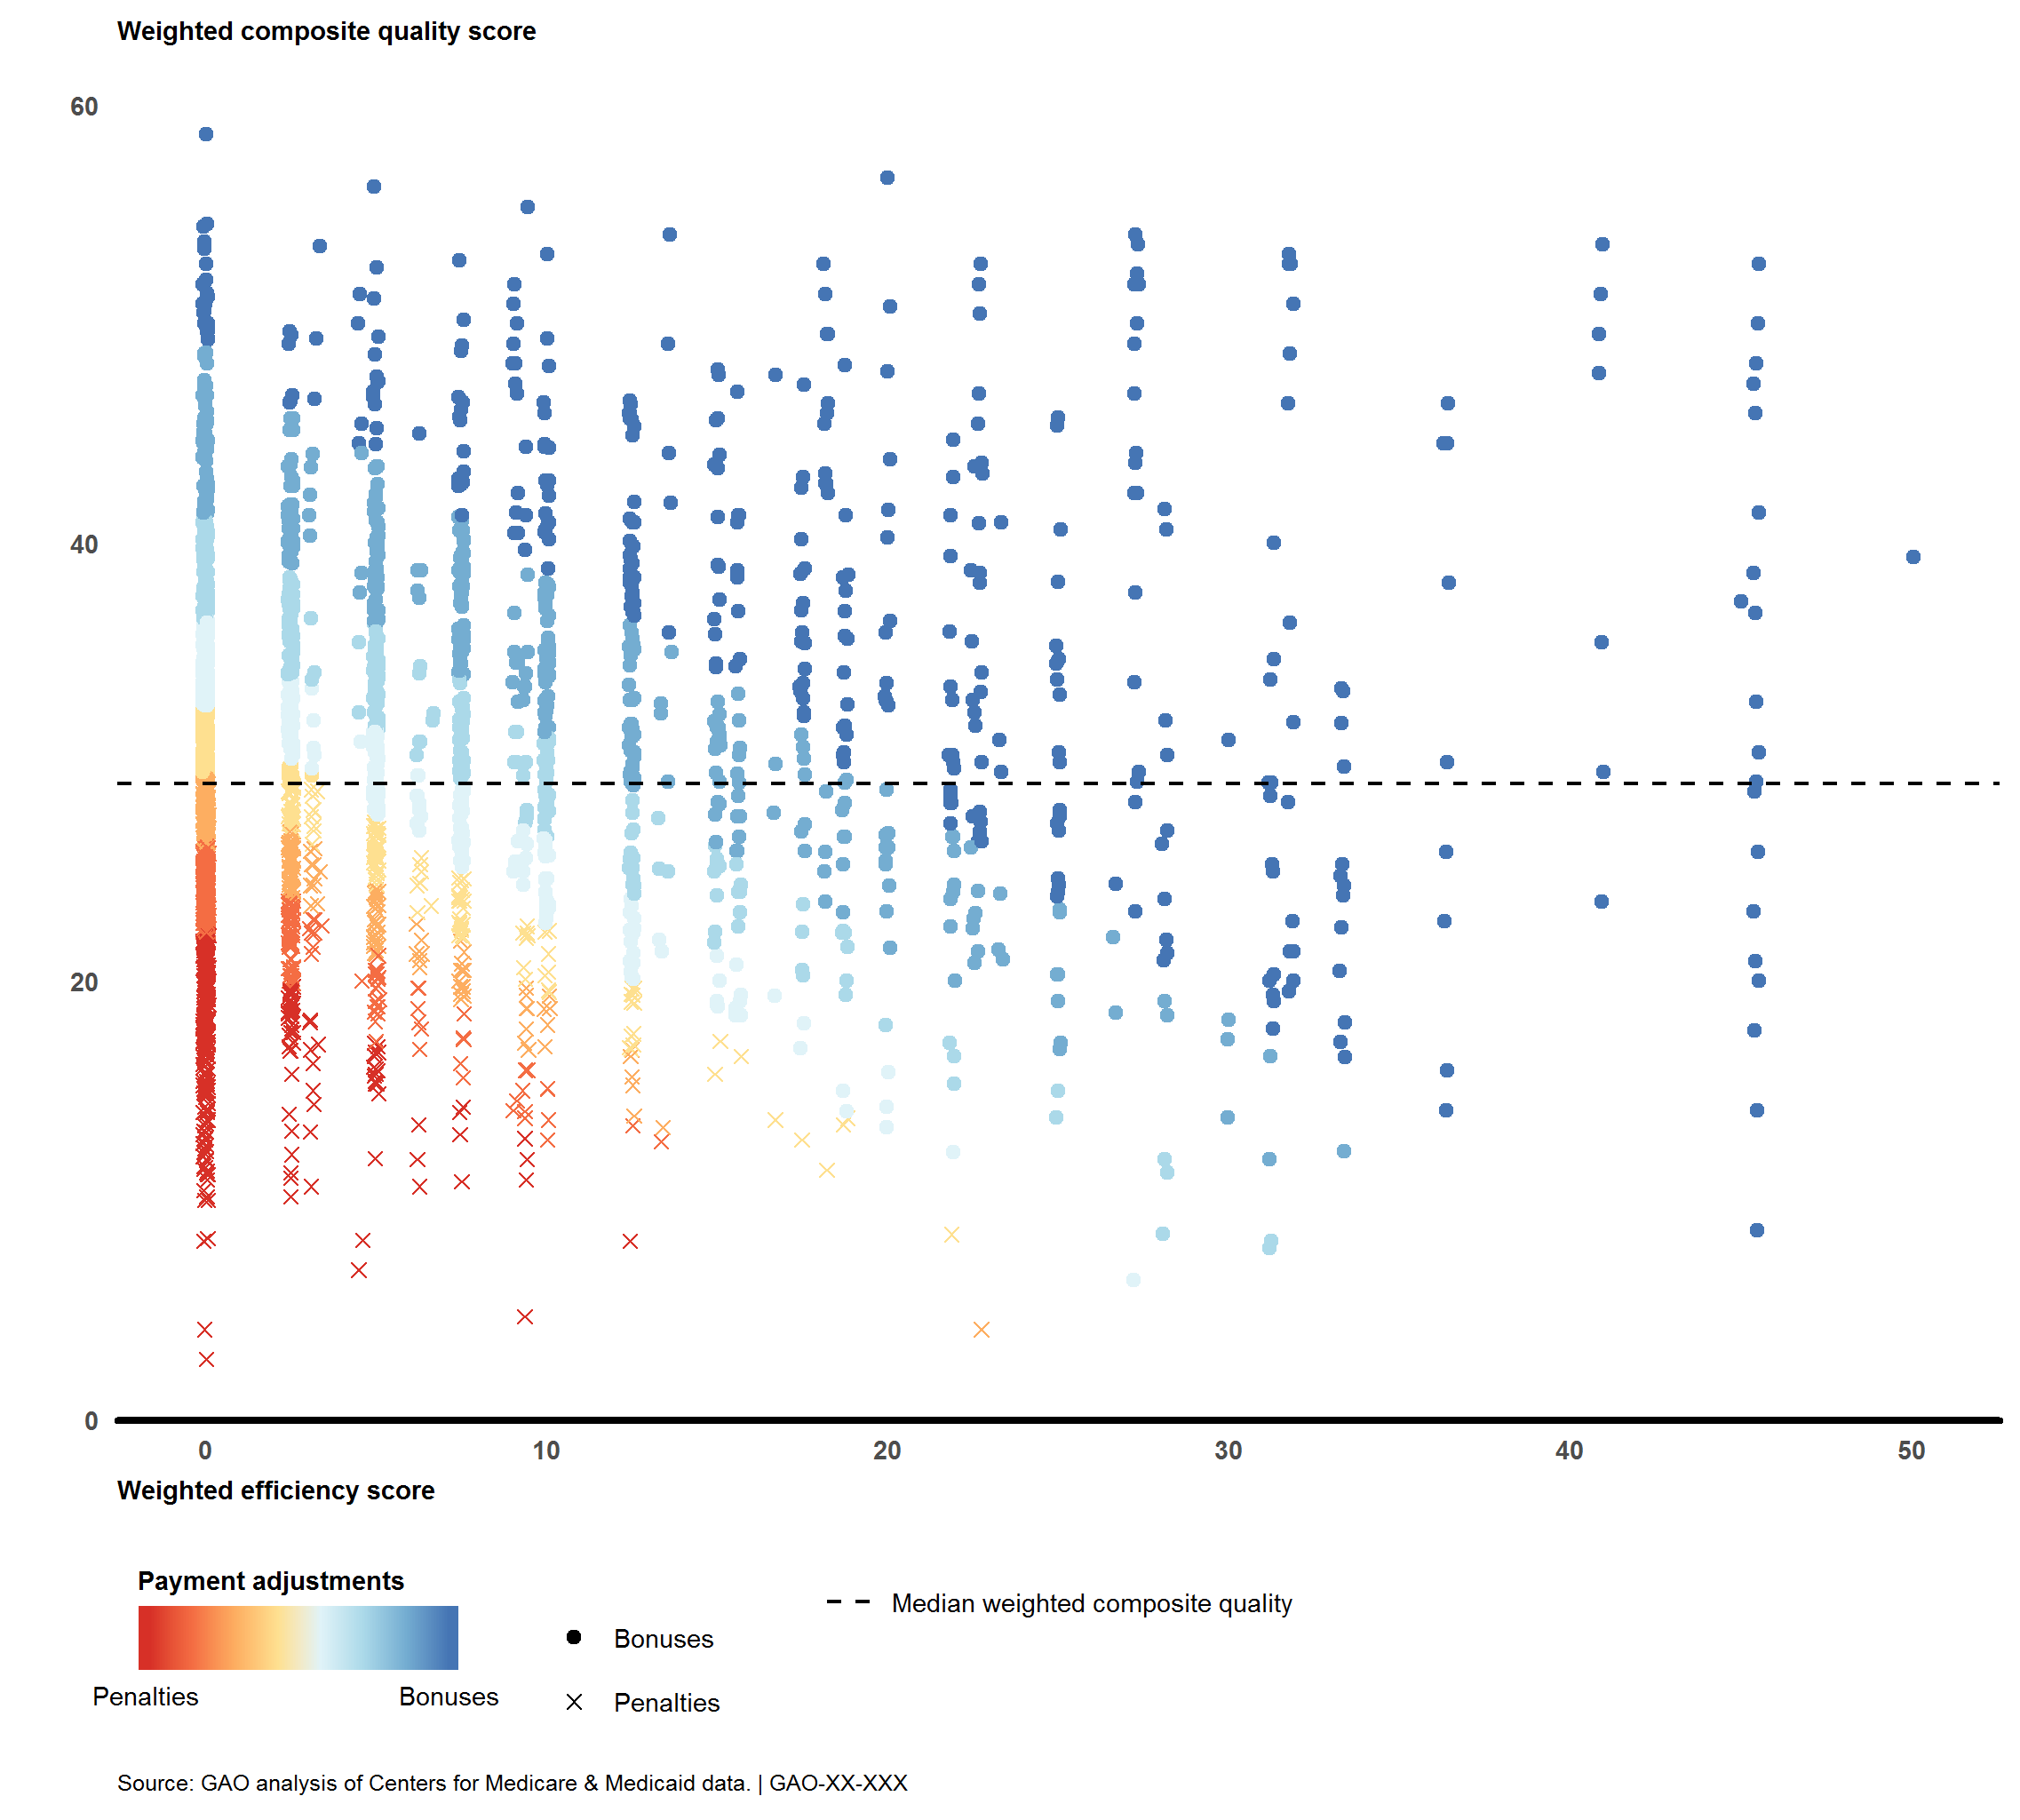 Weighted composite quality score
60
40
20
0
0 10 20 30 40 50
Weighted efficiency score
Payment adjustments
Penalties Bonuses
Bonuses
Penalties
Median weighted composite quality
Source: GAO analysis of Centers for Medicare & Medicaid data. | GAO-XX-XXX